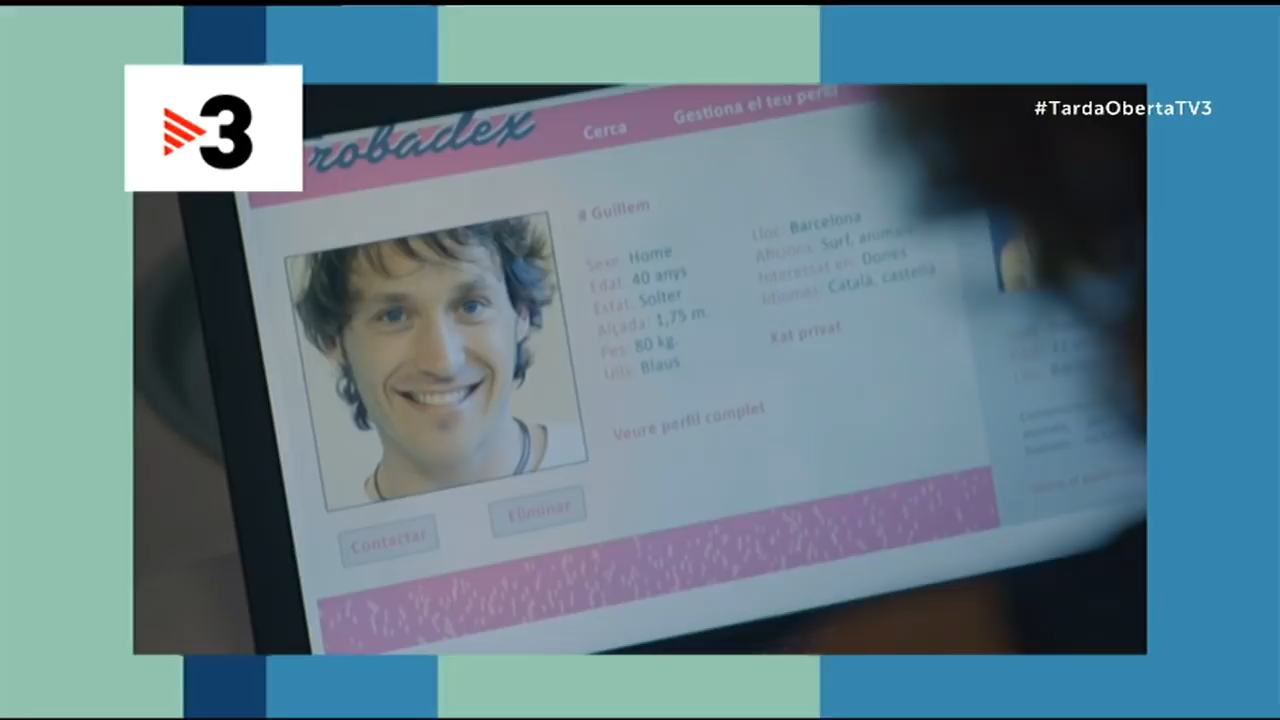 3
#TardaObertaTV3
robadex
Cerca
Gestiona el teu perfil
# Guillem
Sexe: Home
Edat: 40 anys
Estat: Solter
Alçada: 1,75 m.
Pes: 80 kg.
Ulls: Blaus
Lloc: Barcelona
Aficions: Surf, animals
Interessat en: Dones
Idiomes: Català, castellà
Xat privat
Veure perfil complet
Contactar
Eliminar